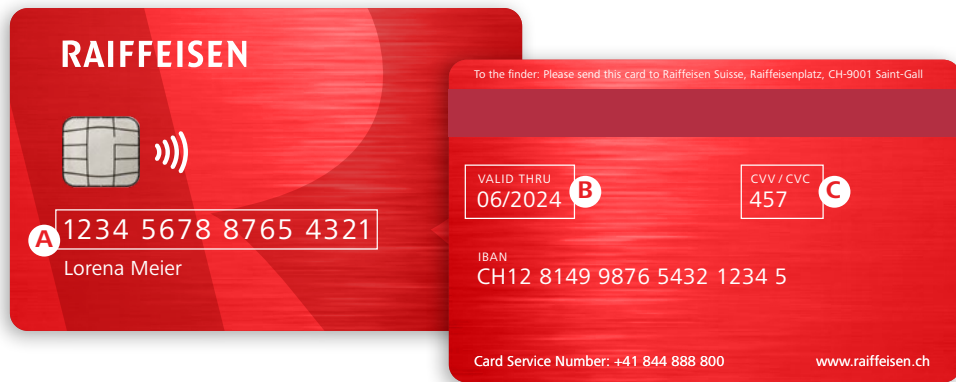 RAIFFEISEN
A
1234 5678 8765 4321
Lorena Meier
To the finder: Please send this card to Raiffeisen Suisse, Raiffeisenplatz, CH-9001 Saint-Gall
VALID THRU
06/2024
B
CVV / CVC
457
C
IBAN
CH12 8149 9876 5432 1234 5
Card Service Number: +41 844 888 800
www.raiffeisen.ch